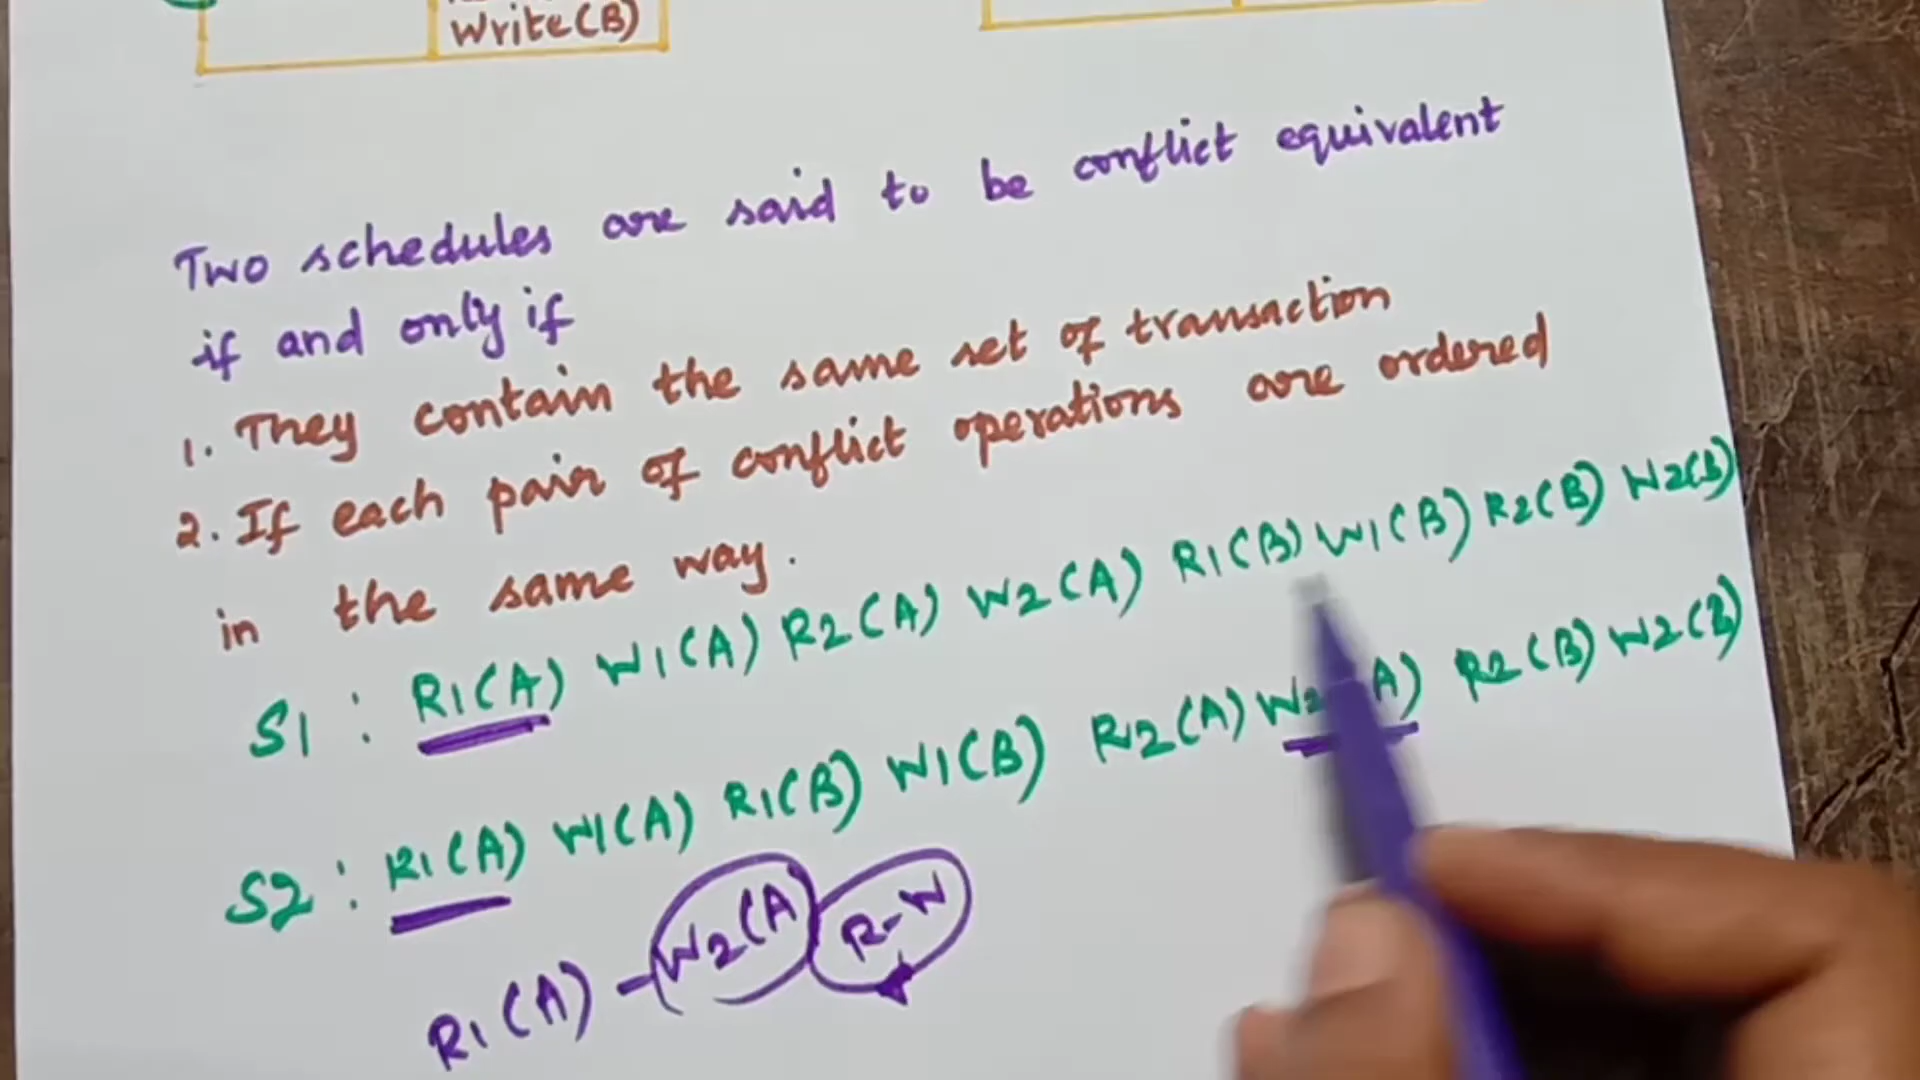 Write(B)
Two schedules are said to be conflict equivalent
if and only if
1. They contain the same set of transaction
2. If each pair of conflict operations are ordered
in the same way.
S1 : R1(A) W1(A) R2(A) W2(A) R1(B) W1(B) R2(B) W2(B)
S2 : R1(A) W1(A) R1(B) W1(B) R2(A) W2(A) R2(B) W2(B)
R1(A) - W2(A) R-W